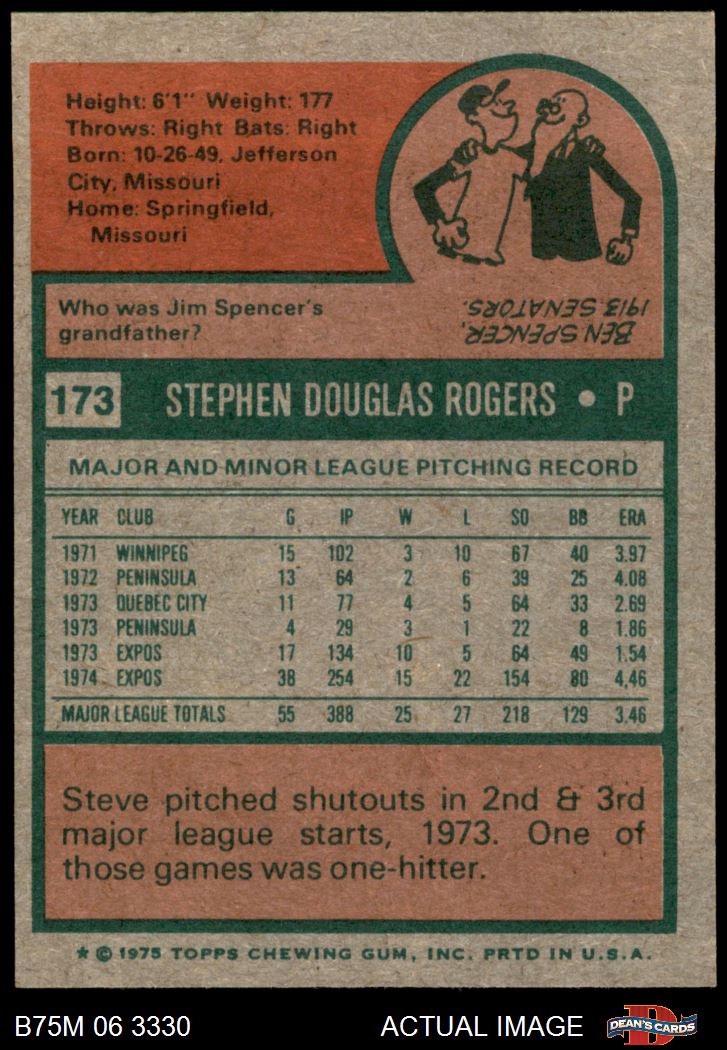 Height: 6'1" Weight: 177
Throws: Right Bats: Right
Born: 10-26-49, Jefferson
City, Missouri
Home: Springfield,
Missouri
Who was Jim Spencer's
grandfather?
BEN SPENCER,
1913 SENATORS.
173 STEPHEN DOUGLAS ROGERS • P
MAJOR AND MINOR LEAGUE PITCHING RECORD
YEAR CLUB G IP W L SO BB ERA
1971 WINNIPEG 15 102 3 10 67 40 3.97
1972 PENINSULA 13 64 2 6 39 25 4.08
1973 QUEBEC CITY 11 77 4 5 64 33 2.69
1973 PENINSULA 4 29 3 1 22 8 1.86
1973 EXPOS 17 134 10 5 64 49 1.54
1974 EXPOS 38 254 15 22 154 80 4.46
MAJOR LEAGUE TOTALS 55 388 25 27 218 129 3.46
Steve pitched shutouts in 2nd & 3rd
major league starts, 1973. One of
those games was one-hitter.
★ © 1975 TOPPS CHEWING GUM, INC. PRTD IN U.S.A.
B75M 06 3330 ACTUAL IMAGE D DEAN'S CARDS